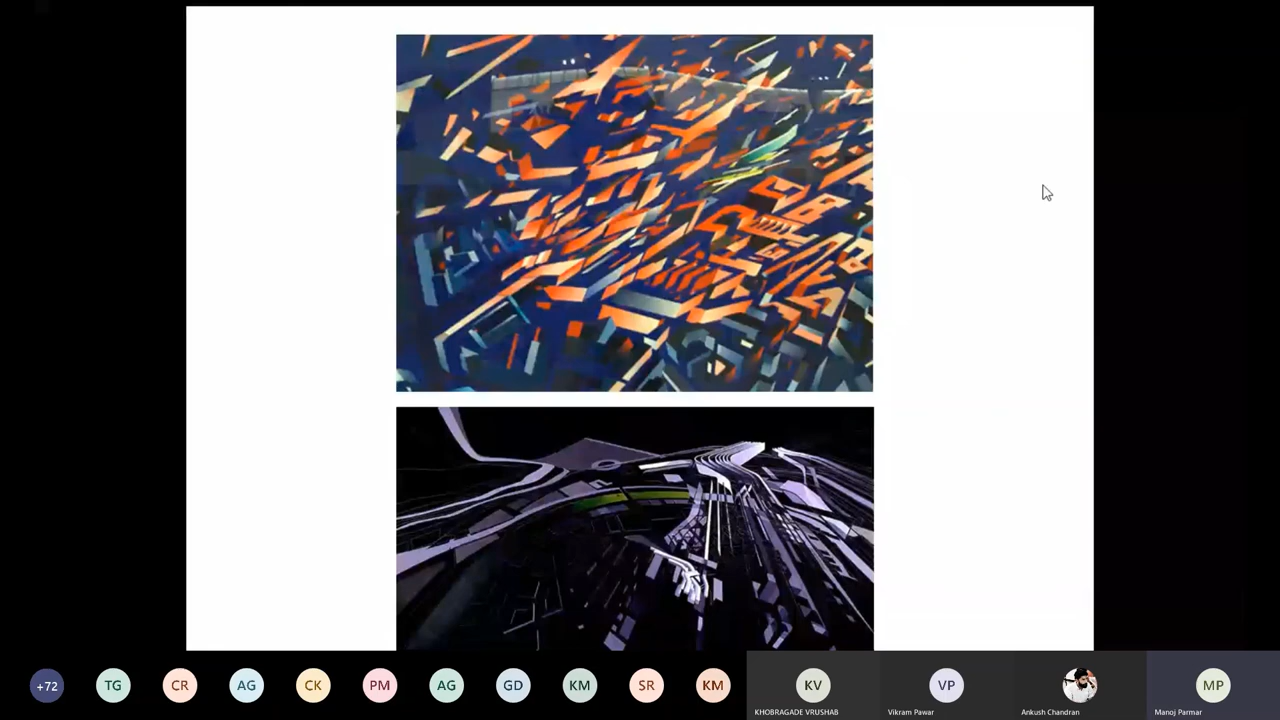 +72 TG CR AG CK PM AG GD KM SR KM KV VP MP
KHOBRAGADE VRUSHAB Vikram Pawar Ankush Chandran Manoj Parmar